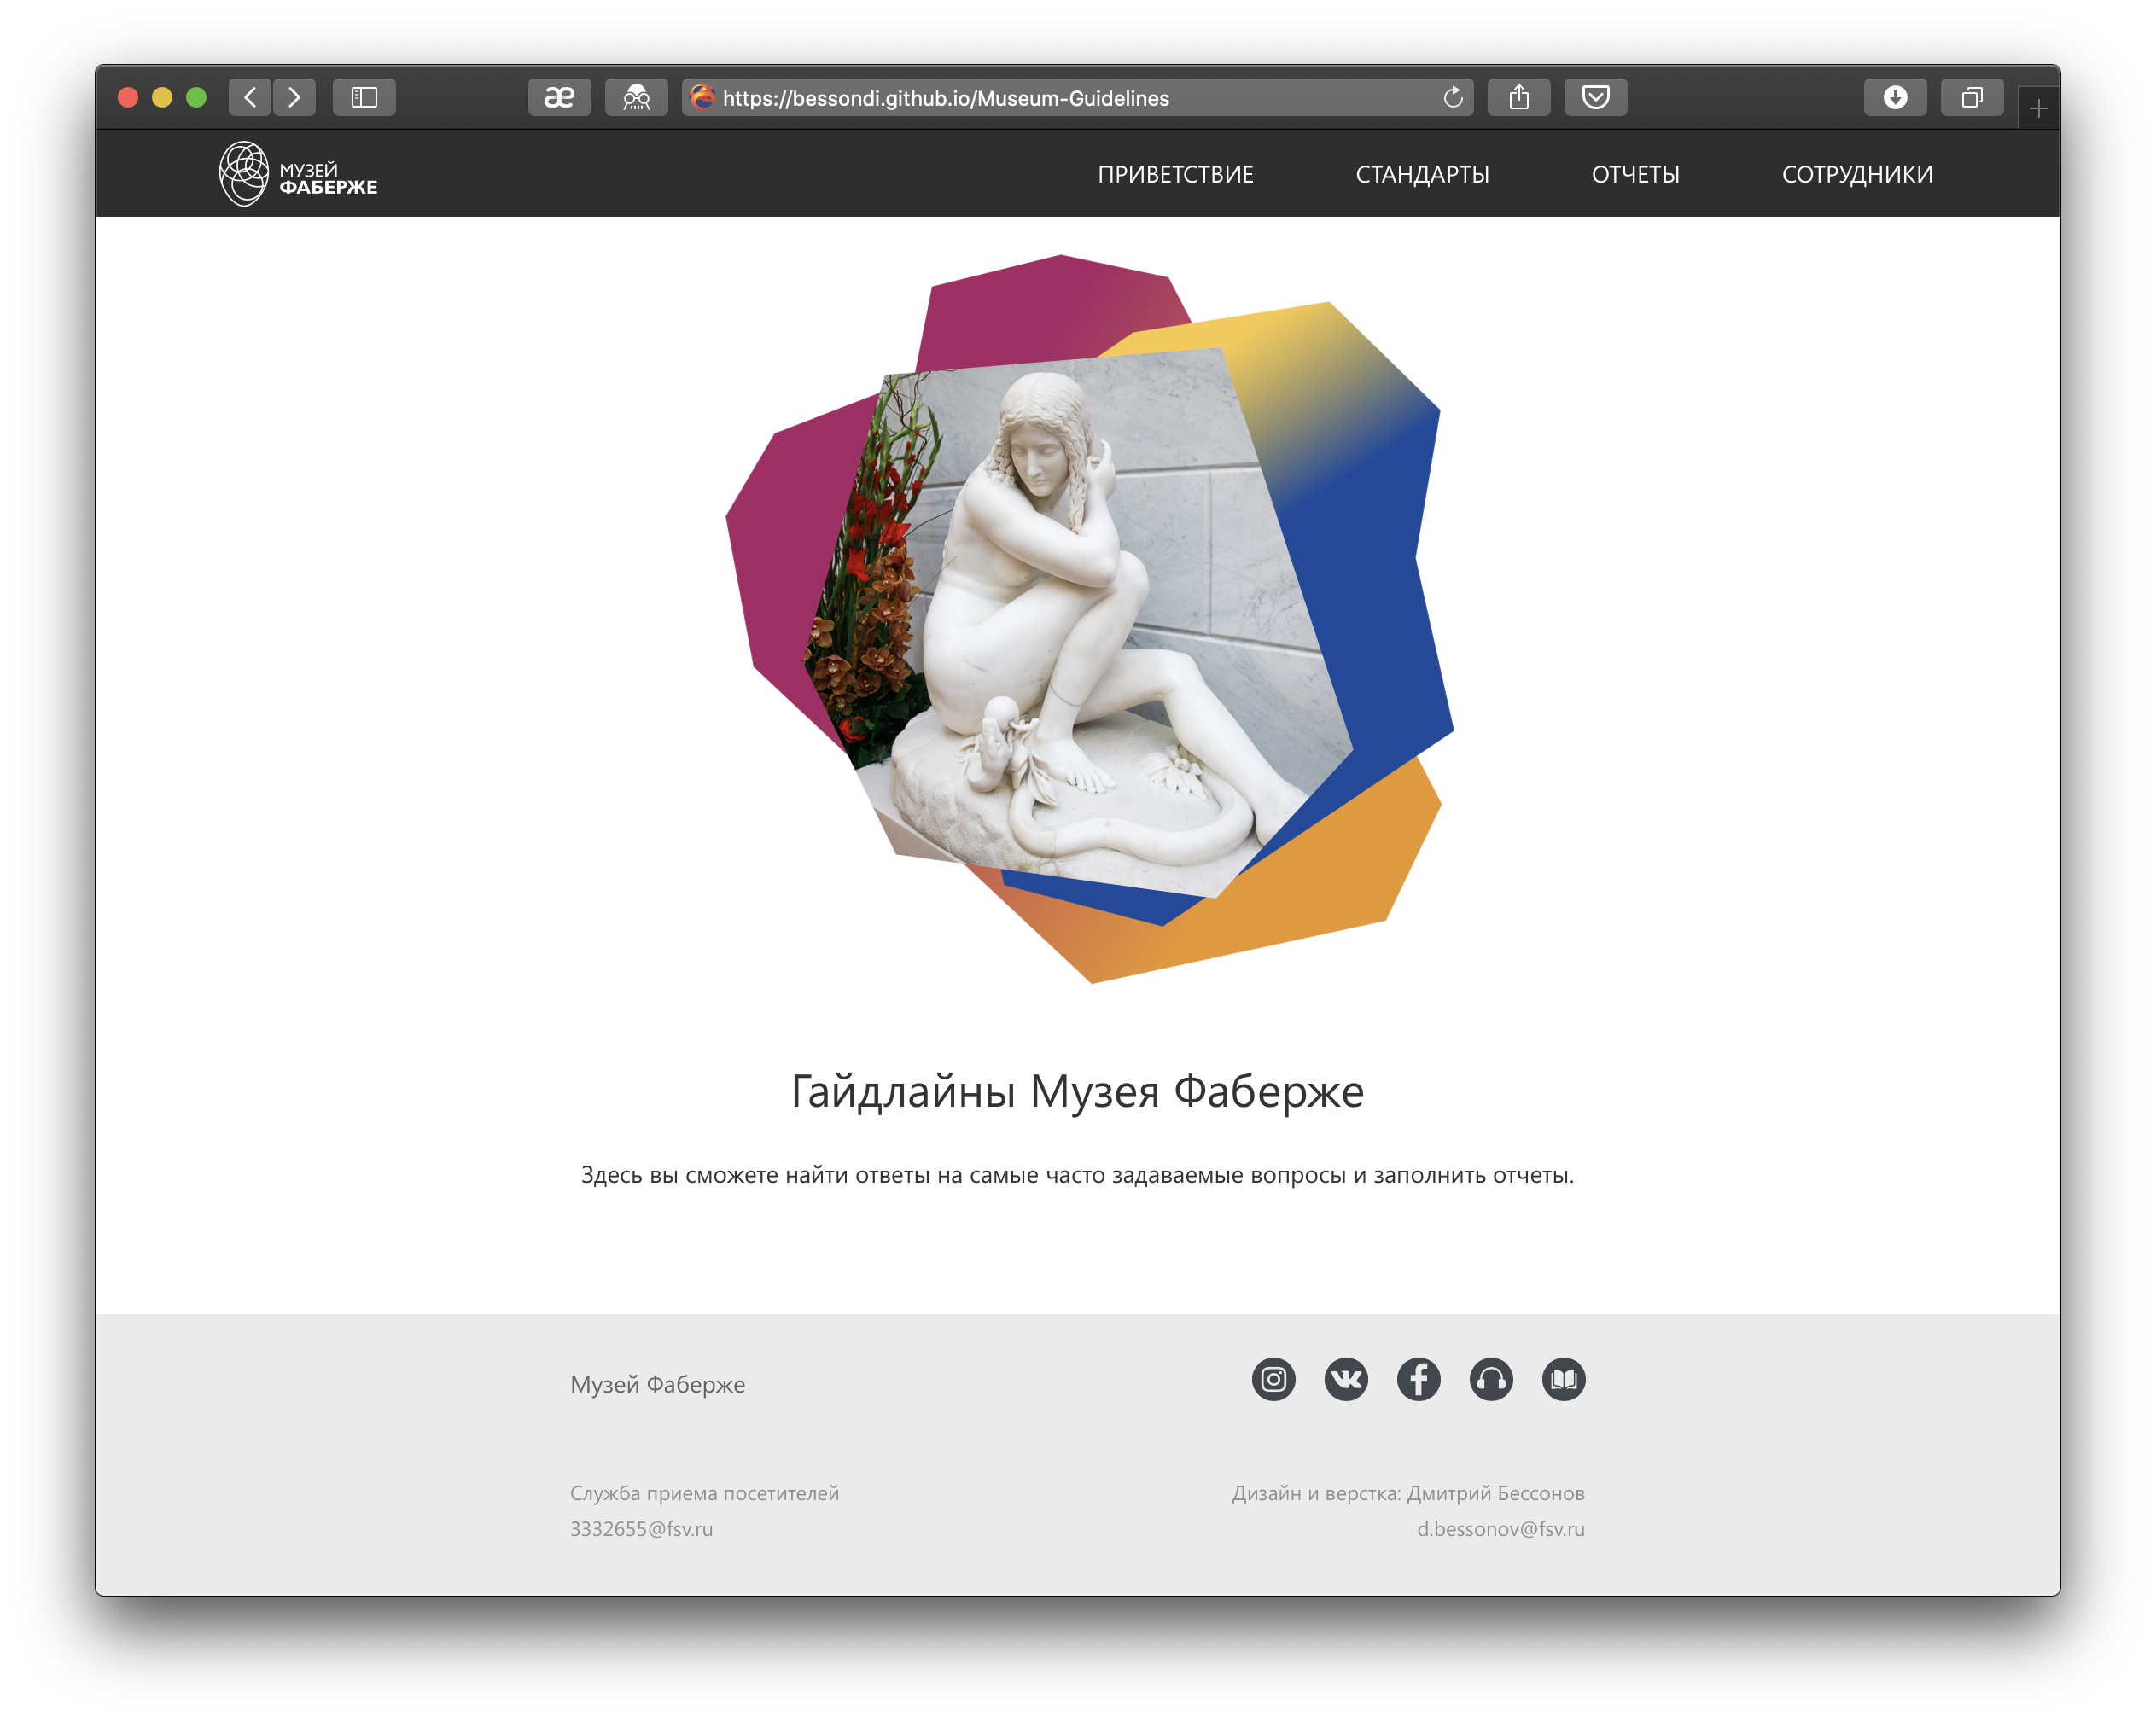 æ
https://bessondi.github.io/Museum-Guidelines
МУЗЕЙ
ФАБЕРЖЕ
ПРИВЕТСТВИЕ СТАНДАРТЫ ОТЧЕТЫ СОТРУДНИКИ
Гайдлайны Музея Фаберже
Здесь вы сможете найти ответы на самые часто задаваемые вопросы и заполнить отчеты.
Музей Фаберже
Служба приема посетителей
3332655@fsv.ru
Дизайн и верстка: Дмитрий Бессонов
d.bessonov@fsv.ru